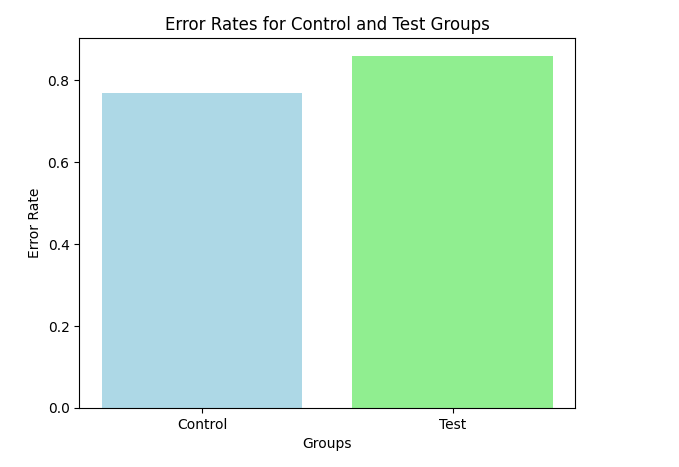 Error Rates for Control and Test Groups
0.8
0.6
0.4
0.2
0.0
Error Rate
Control Test
Groups